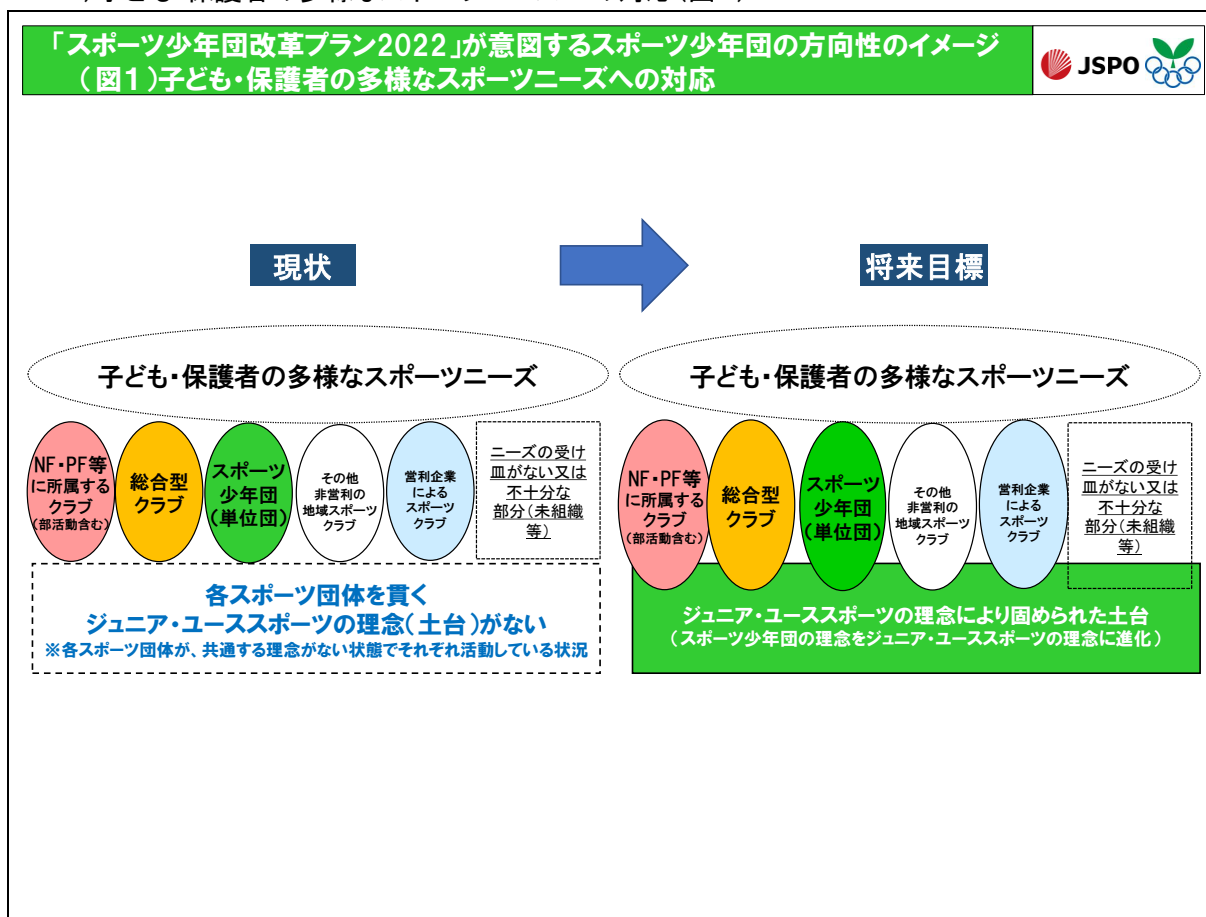 「スポーツ少年団改革プラン2022」が意図するスポーツ少年団の方向性のイメージ
(図1)子ども・保護者の多様なスポーツニーズへの対応
JSPO
現状
将来目標
子ども・保護者の多様なスポーツニーズ
NF・PF等
に所属する
クラブ
(部活動含む)
総合型
クラブ
スポーツ
少年団
(単位団)
その他
非営利の
地域スポーツ
クラブ
営利企業
による
スポーツ
クラブ
ニーズの受け
皿がない又は
不十分な
部分(未組織
等)
各スポーツ団体を貫く
ジュニア・ユーススポーツの理念(土台)がない
※各スポーツ団体が、共通する理念がない状態でそれぞれ活動している状況
子ども・保護者の多様なスポーツニーズ
NF・PF等
に所属する
クラブ
(部活動含む)
総合型
クラブ
スポーツ
少年団
(単位団)
その他
非営利の
地域スポーツ
クラブ
営利企業
による
スポーツ
クラブ
ニーズの受け
皿がない又は
不十分な
部分(未組織
等)
ジュニア・ユーススポーツの理念により固められた土台
(スポーツ少年団の理念をジュニア・ユーススポーツの理念に進化)